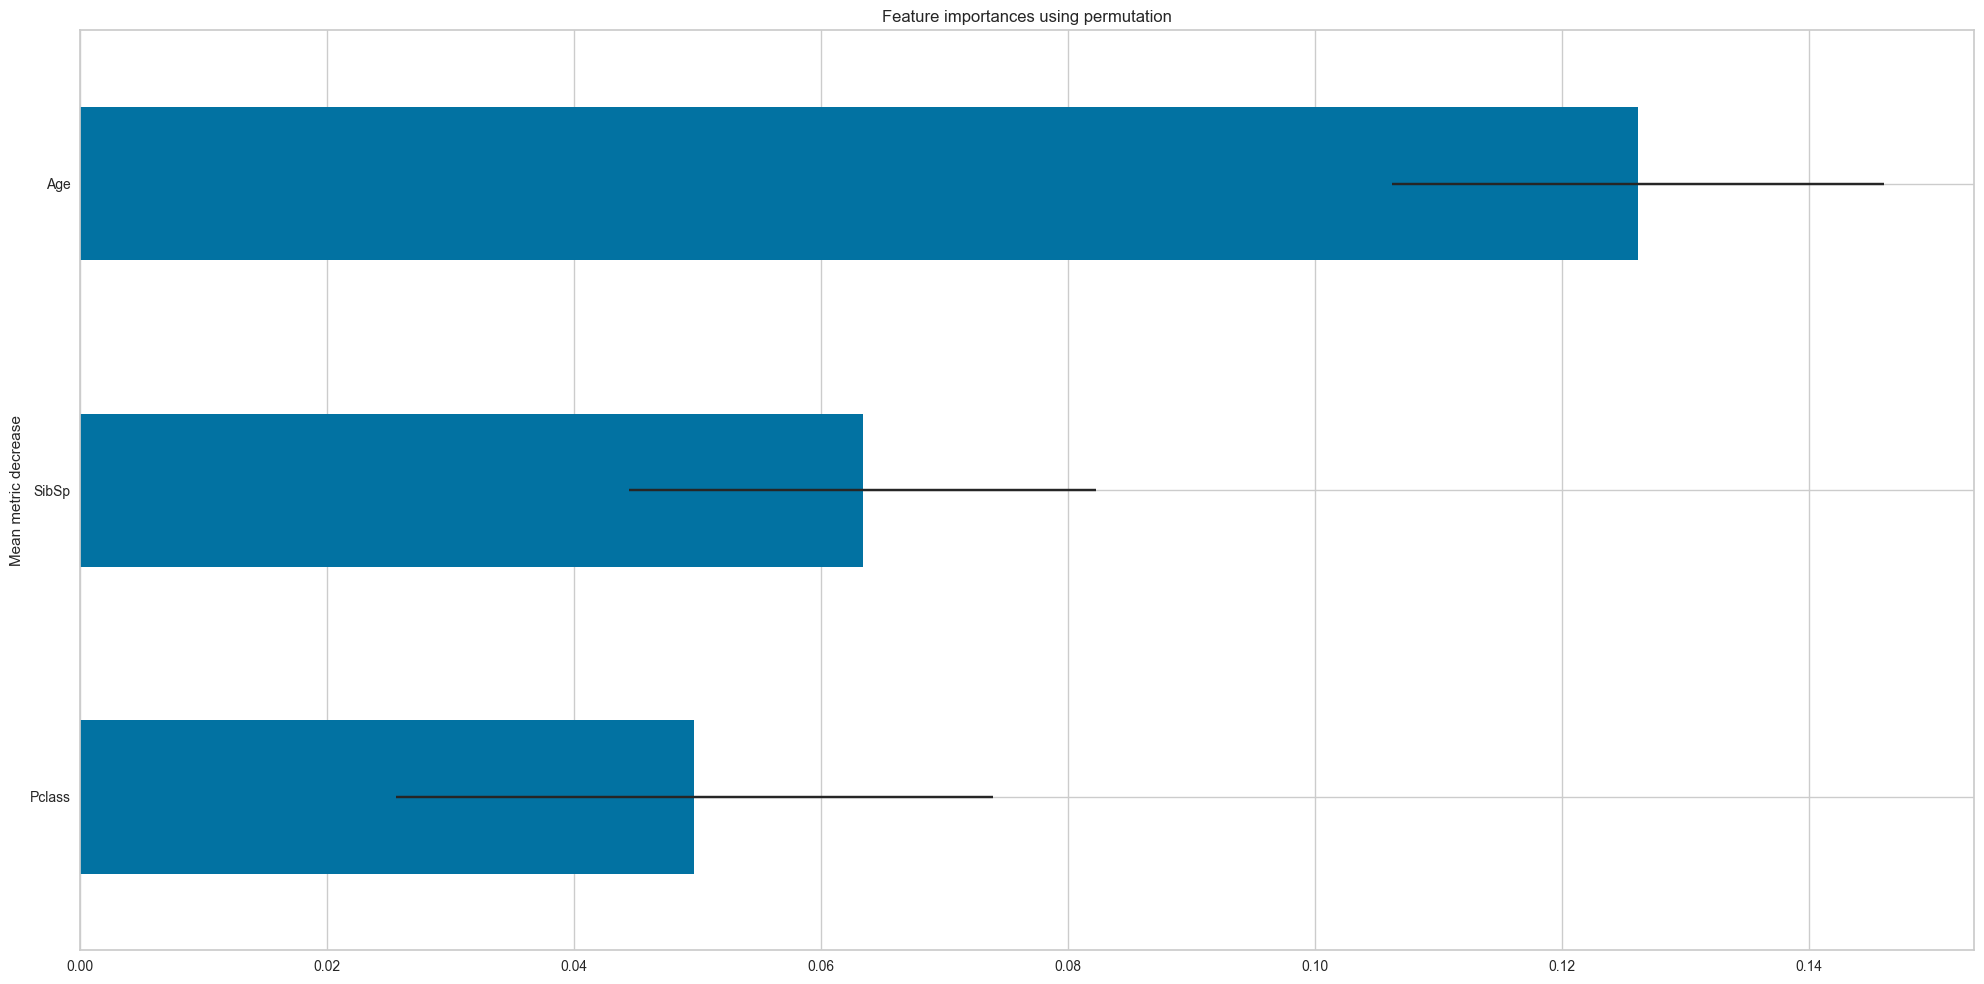 Feature importances using permutation
Mean metric decrease
Age
SibSp
Pclass
0.00
0.02
0.04
0.06
0.08
0.10
0.12
0.14